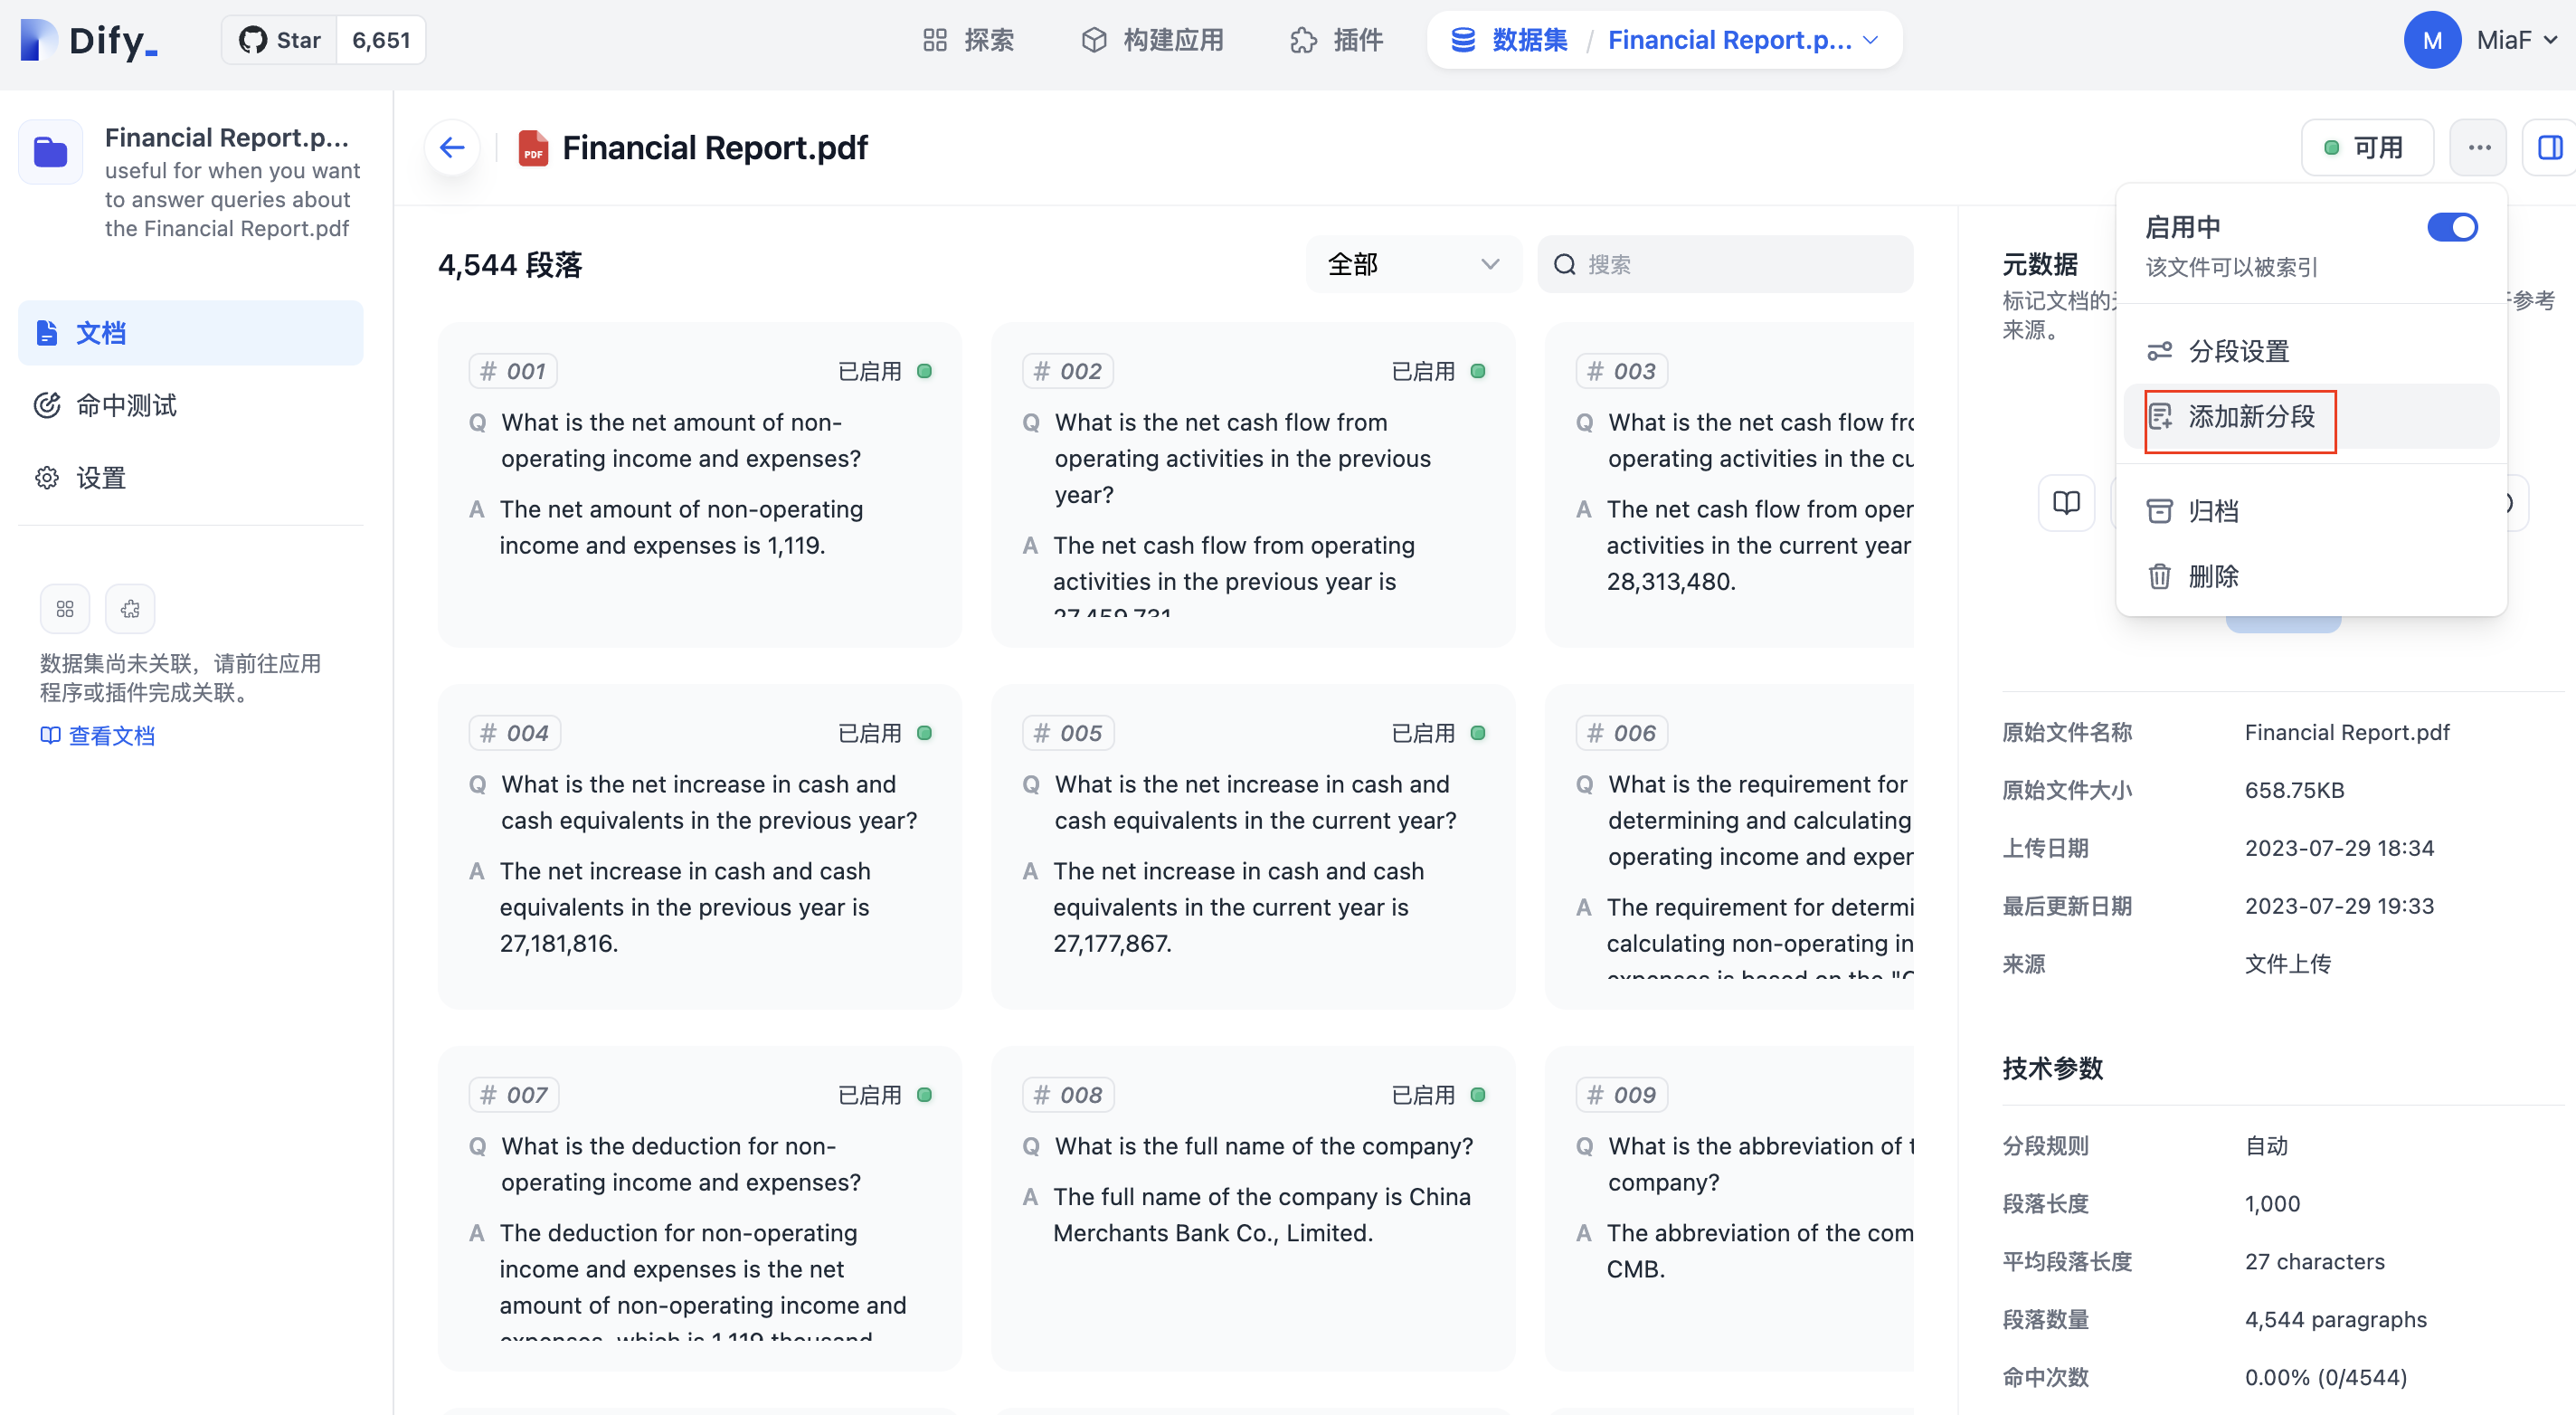 Dify_
Star 6,651
探索
构建应用
插件
数据集 / Financial Report.p...
M MiaF
Financial Report.p...
useful for when you want
to answer queries about
the Financial Report.pdf
文档
命中测试
设置
数据集尚未关联，请前往应用
程序或插件完成关联。
查看文档
PDF Financial Report.pdf
可用
4,544 段落
全部
搜索
# 001 已启用
Q What is the net amount of non-
operating income and expenses?
A The net amount of non-operating
income and expenses is 1,119.
# 002 已启用
Q What is the net cash flow from
operating activities in the previous
year?
A The net cash flow from operating
activities in the previous year is
27,459,731
# 003
Q What is the net cash flow fro
operating activities in the cu
A The net cash flow from oper
activities in the current year
28,313,480.
# 004 已启用
Q What is the net increase in cash and
cash equivalents in the previous year?
A The net increase in cash and cash
equivalents in the previous year is
27,181,816.
# 005 已启用
Q What is the net increase in cash and
cash equivalents in the current year?
A The net increase in cash and cash
equivalents in the current year is
27,177,867.
# 006
Q What is the requirement for
determining and calculating
operating income and exper
A The requirement for determi
calculating non-operating in
expenses is based on the "C
# 007 已启用
Q What is the deduction for non-
operating income and expenses?
A The deduction for non-operating
income and expenses is the net
amount of non-operating income and
expenses, which is 1,119 thousand
# 008 已启用
Q What is the full name of the company?
A The full name of the company is China
Merchants Bank Co., Limited.
# 009
Q What is the abbreviation of t
company?
A The abbreviation of the com
CMB.
启用中
该文件可以被索引
分段设置
添加新分段
归档
删除
元数据
标记文档的 参考
来源。
原始文件名称 Financial Report.pdf
原始文件大小 658.75KB
上传日期 2023-07-29 18:34
最后更新日期 2023-07-29 19:33
来源 文件上传
技术参数
分段规则 自动
段落长度 1,000
平均段落长度 27 characters
段落数量 4,544 paragraphs
命中次数 0.00% (0/4544)